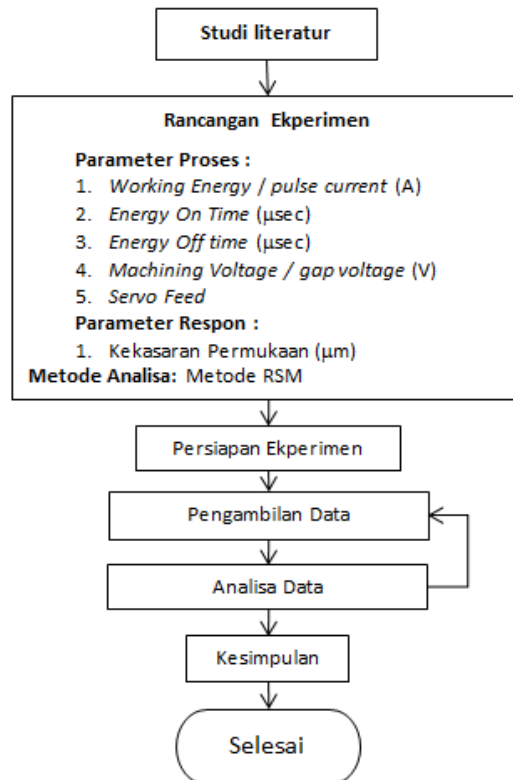 Studi literatur
Rancangan Ekperimen
Parameter Proses :
1. Working Energy / pulse current (A)
2. Energy On Time (µsec)
3. Energy Off time (µsec)
4. Machining Voltage / gap voltage (V)
5. Servo Feed
Parameter Respon :
1. Kekasaran Permukaan (µm)
Metode Analisa: Metode RSM
Persiapan Ekperimen
Pengambilan Data
Analisa Data
Kesimpulan
Selesai